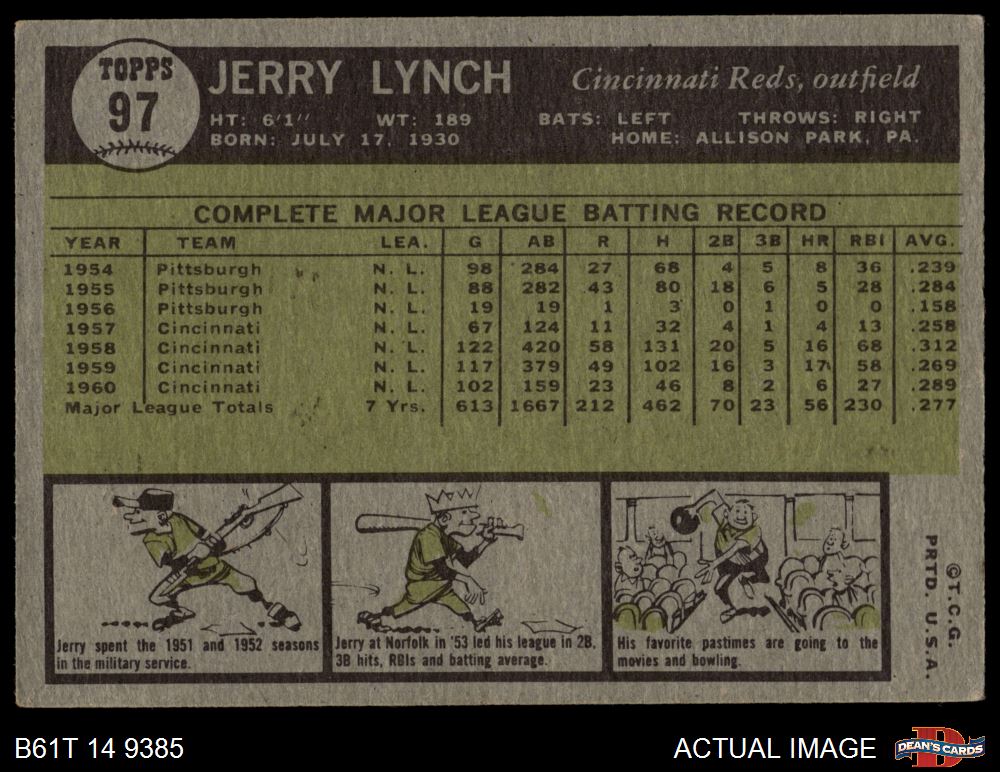 TOPPS
97
JERRY LYNCH
Cincinnati Reds, outfield
HT: 6'1" WT: 189 BATS: LEFT THROWS: RIGHT
BORN: JULY 17, 1930 HOME: ALLISON PARK, PA.
COMPLETE MAJOR LEAGUE BATTING RECORD
YEAR TEAM LEA. G AB R H 2B 3B HR RBI AVG.
1954 Pittsburgh N. L. 98 284 27 68 4 5 8 36 .239
1955 Pittsburgh N. L. 88 282 43 80 18 6 5 28 .284
1956 Pittsburgh N. L. 19 19 1 3 0 1 0 0 .158
1957 Cincinnati N. L. 67 124 11 32 4 1 4 13 .258
1958 Cincinnati N. L. 122 420 58 131 20 5 16 68 .312
1959 Cincinnati N. L. 117 379 49 102 16 3 17 58 .269
1960 Cincinnati N. L. 102 159 23 46 8 2 6 27 .289
Major League Totals 7 Yrs. 613 1667 212 462 70 23 56 230 .277
Jerry spent the 1951 and 1952 seasons
in the military service.
Jerry at Norfolk in '53 led his league in 2B,
3B hits, RBIs and batting average.
His favorite pastimes are going to the
movies and bowling.
©T.C.G.
PRTD. U.S.A.
B61T 14 9385
ACTUAL IMAGE
D
DEAN'S CARDS